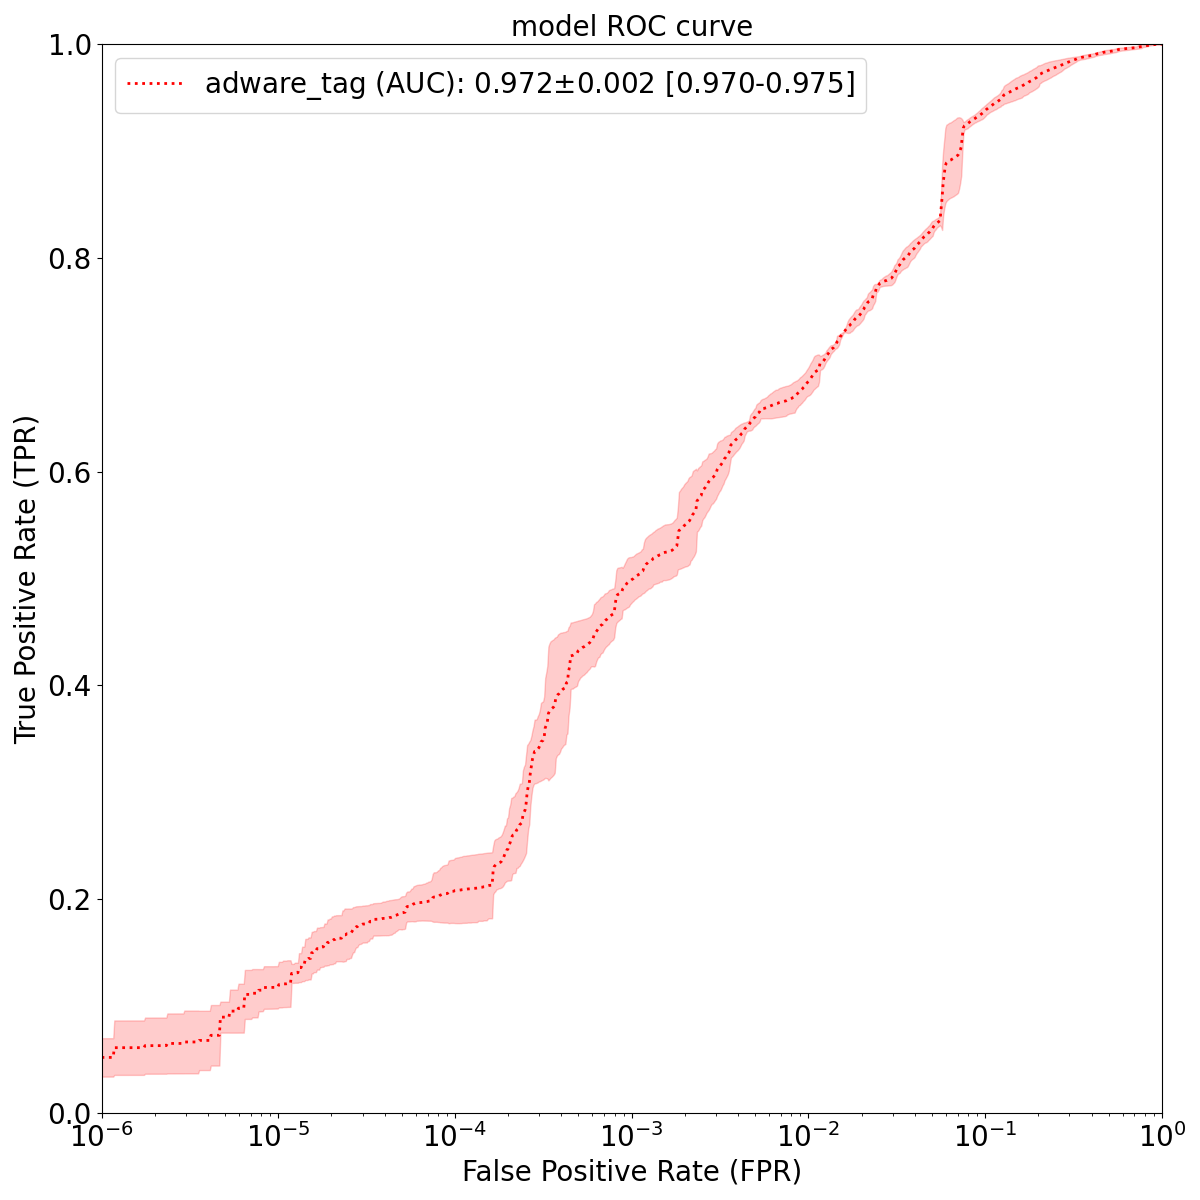 model ROC curve
adware_tag (AUC): 0.972±0.002 [0.970-0.975]
1.0
0.8
0.6
0.4
0.2
0.0
True Positive Rate (TPR)
10⁻⁶ 10⁻⁵ 10⁻⁴ 10⁻³ 10⁻² 10⁻¹ 10⁰
False Positive Rate (FPR)